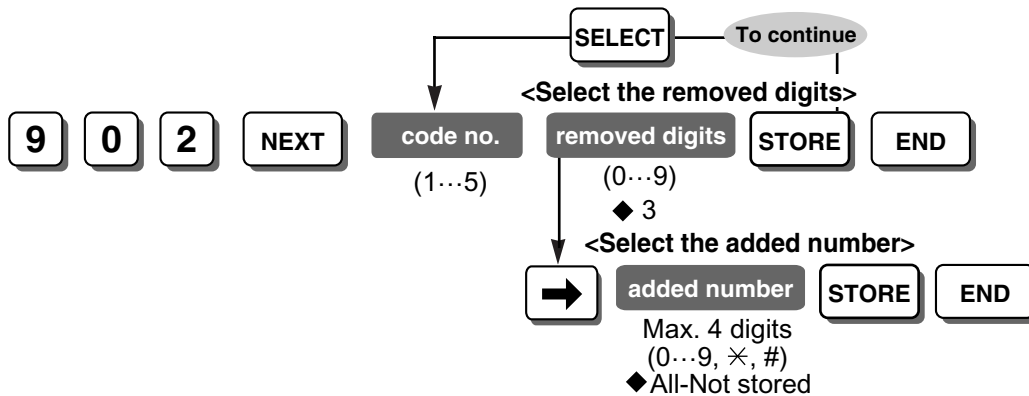 SELECT To continue
<Select the removed digits>
9 0 2 NEXT code no. removed digits STORE END
(1···5) (0···9)
◆ 3
<Select the added number>
➡ added number STORE END
Max. 4 digits
(0···9, ✳, #)
◆All-Not stored